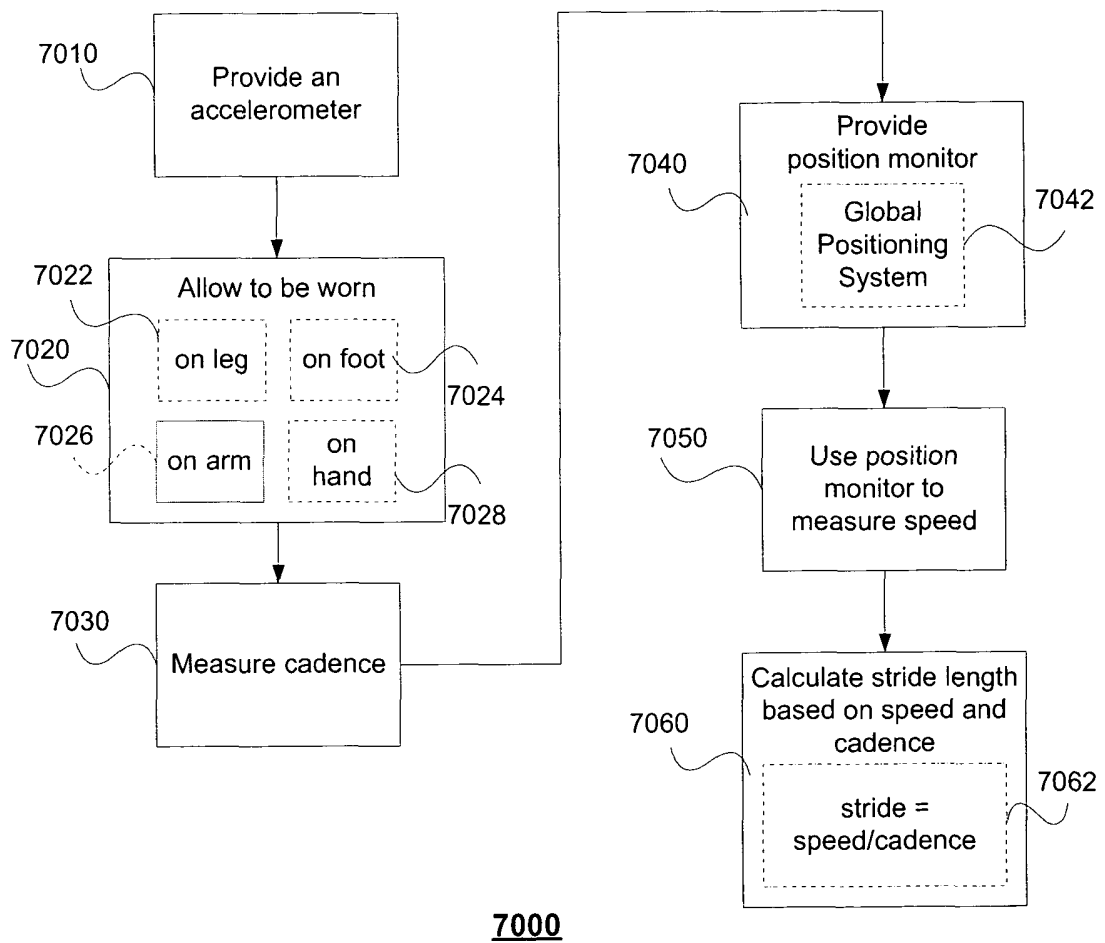 7010
Provide an
accelerometer
7022
Allow to be worn
on leg
on foot
7020
7024
7026
on arm
on
hand
7028
7030
Measure cadence
Provide
position monitor
7040
7042
Global
Positioning
System
7050
Use position
monitor to
measure speed
Calculate stride length
based on speed and
cadence
7060
7062
stride =
speed/cadence
7000